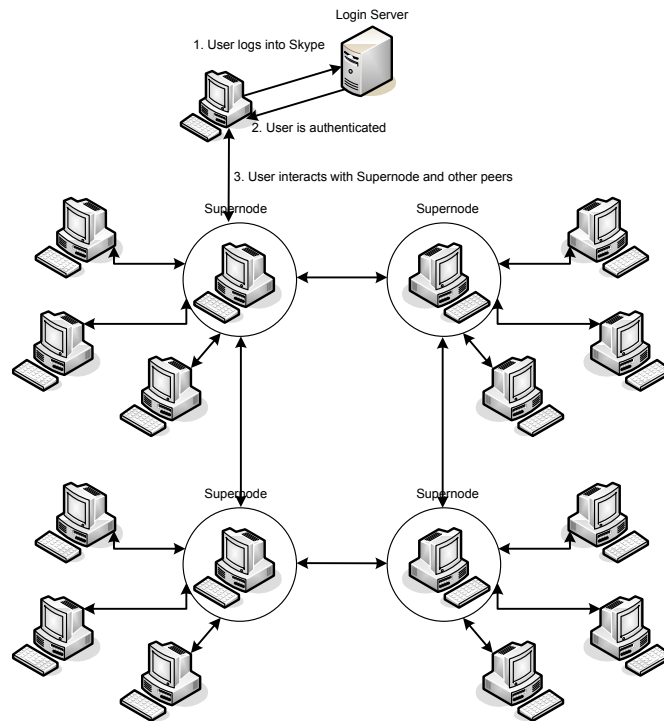 Login Server
1. User logs into Skype
2. User is authenticated
3. User interacts with Supernode and other peers
Supernode
Supernode
Supernode
Supernode